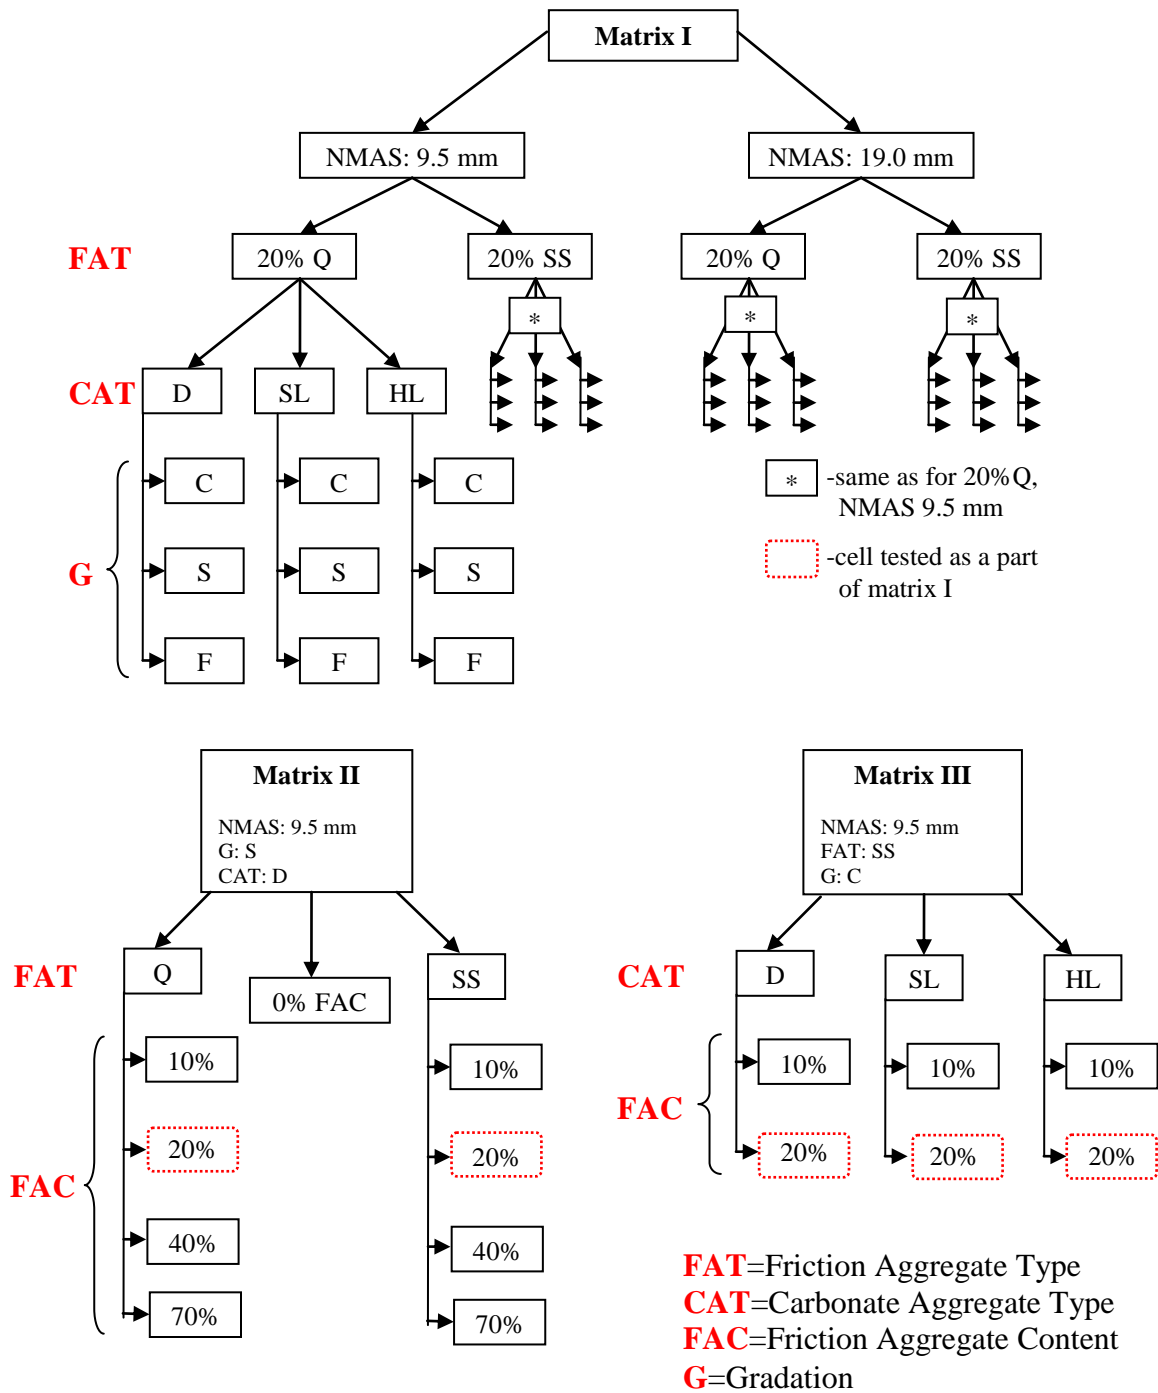 Matrix I
NMAS: 9.5 mm
NMAS: 19.0 mm
FAT
20% Q
20% SS
20% Q
20% SS
*
*
*
CAT
D
SL
HL
G
C
C
C
S
S
S
F
F
F
* -same as for 20%Q,
NMAS 9.5 mm
-cell tested as a part
of matrix I
Matrix II
NMAS: 9.5 mm
G: S
CAT: D
FAT
Q
0% FAC
SS
FAC
10%
20%
40%
70%
10%
20%
40%
70%
Matrix III
NMAS: 9.5 mm
FAT: SS
G: C
CAT
D
SL
HL
FAC
10%
10%
10%
20%
20%
20%
FAT=Friction Aggregate Type
CAT=Carbonate Aggregate Type
FAC=Friction Aggregate Content
G=Gradation